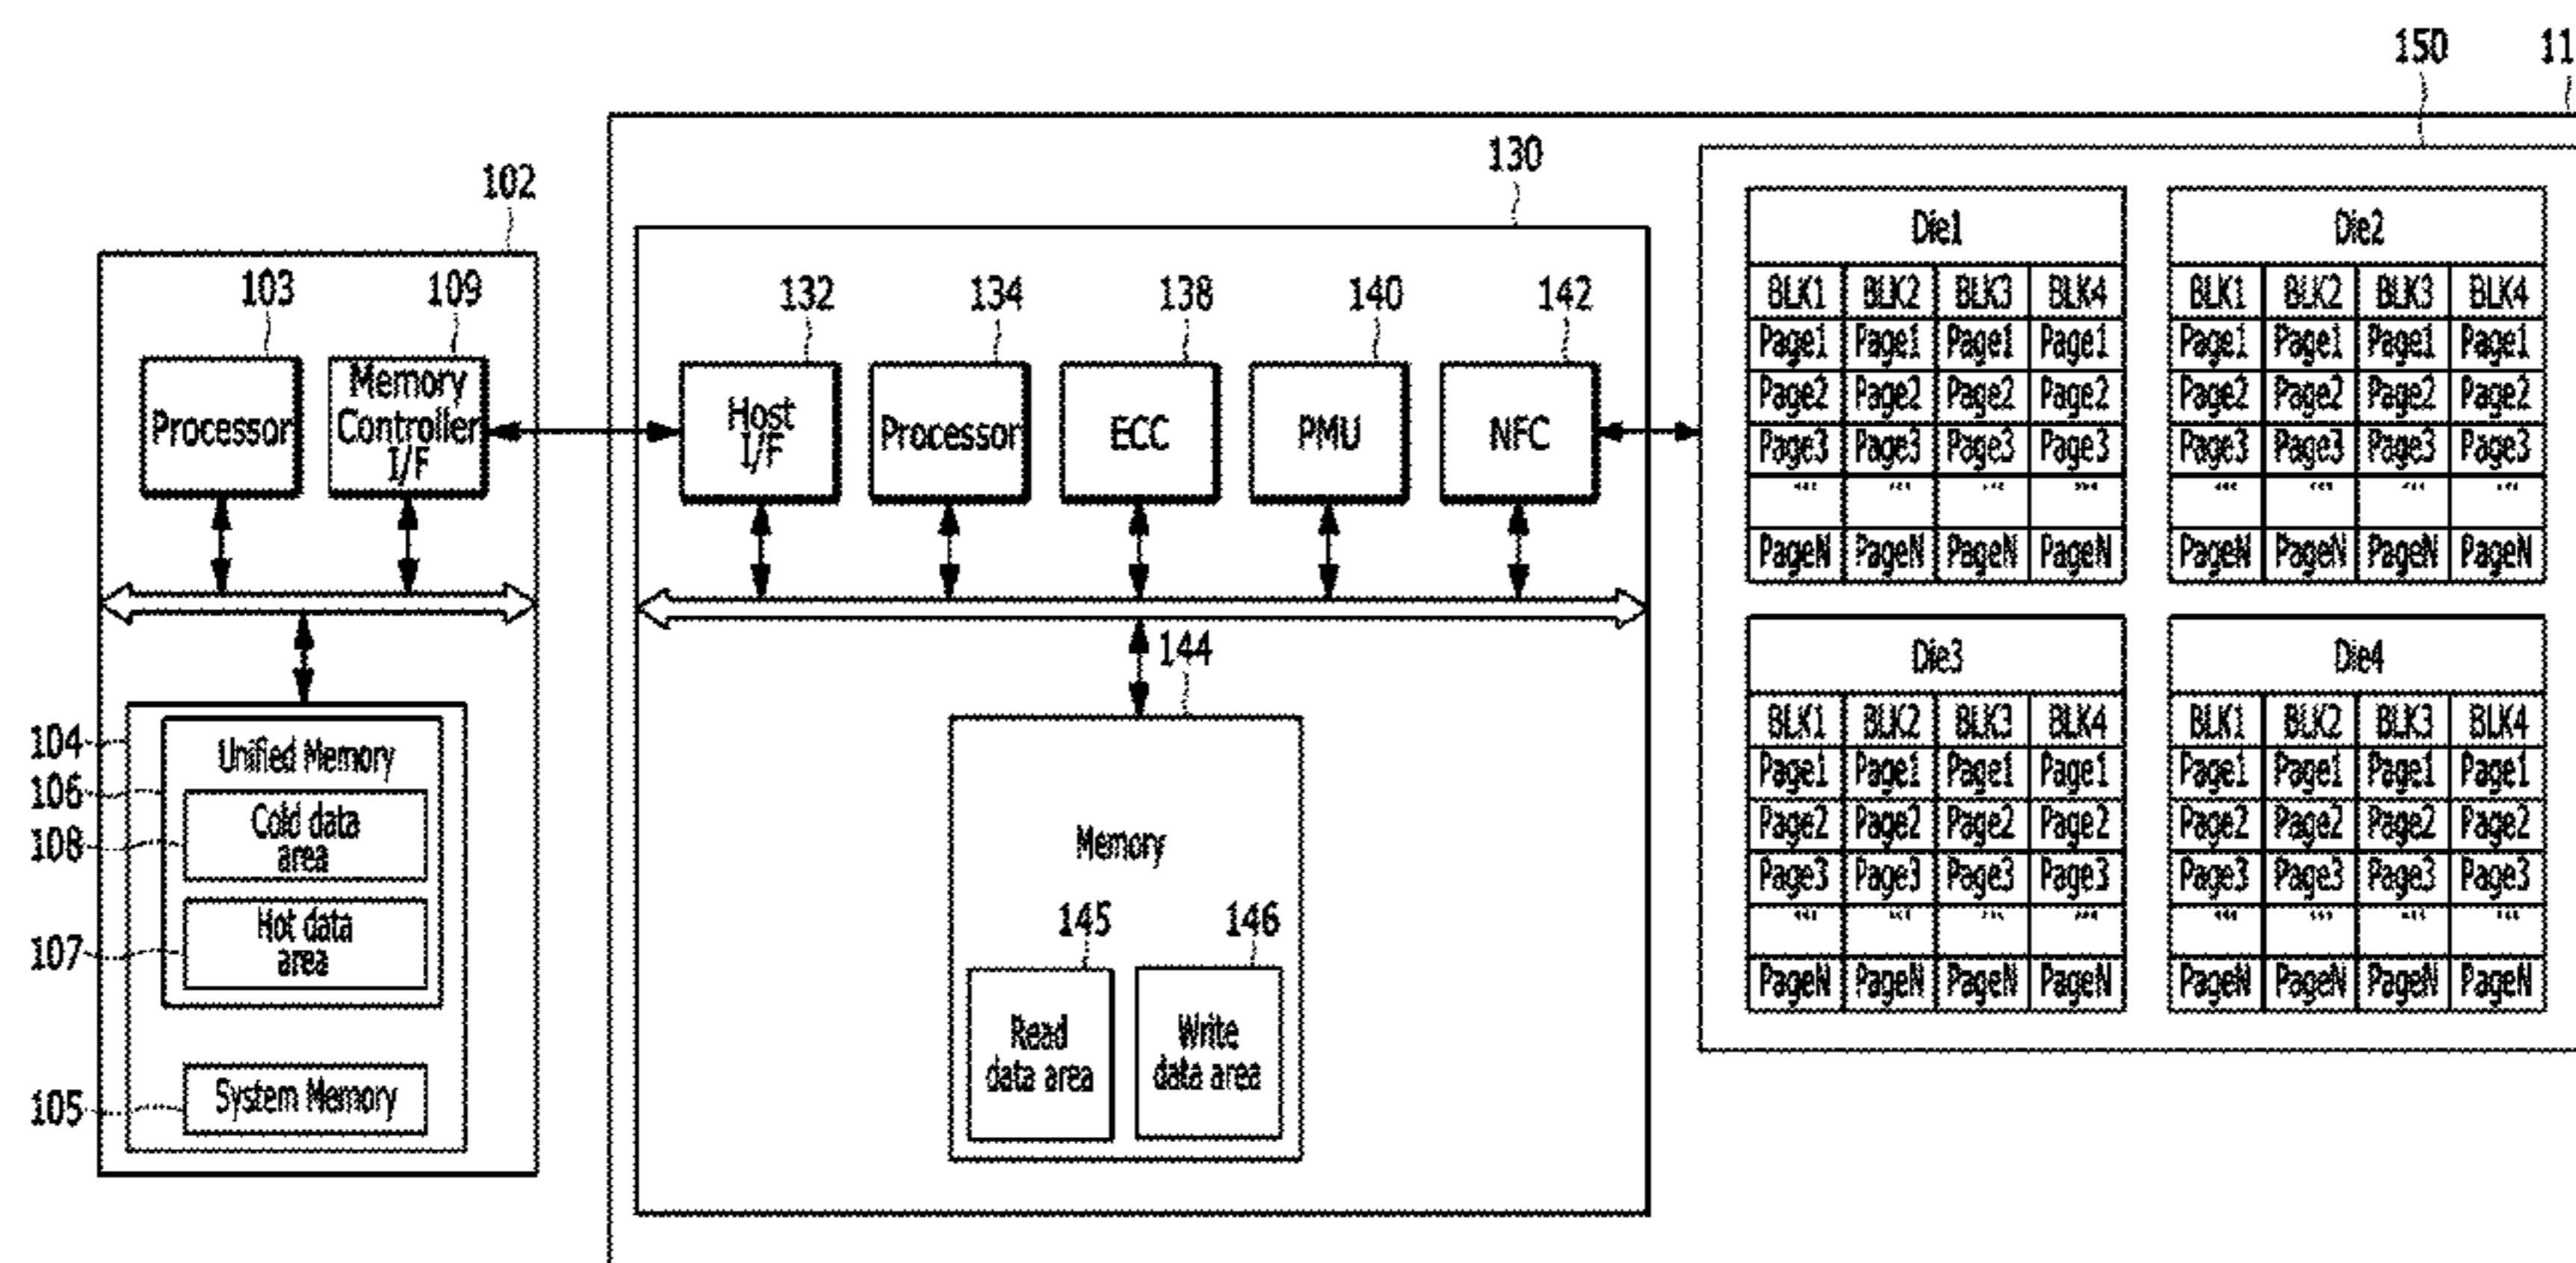 150
11
130
102
103
109
132
134
138
140
142
Processor
Memory
Controller
I/F
Host
I/F
Processor
ECC
PMU
NFC
104
Unified Memory
106
Cold data
area
108
Hot data
area
107
System Memory
105
144
Memory
145
146
Read
data area
Write
data area
Die1
BLK1 BLK2 BLK3 BLK4
Page1 Page1 Page1 Page1
Page2 Page2 Page2 Page2
Page3 Page3 Page3 Page3
... ... ... ...
PageN PageN PageN PageN
Die2
BLK1 BLK2 BLK3 BLK4
Page1 Page1 Page1 Page1
Page2 Page2 Page2 Page2
Page3 Page3 Page3 Page3
... ... ... ...
PageN PageN PageN PageN
Die3
BLK1 BLK2 BLK3 BLK4
Page1 Page1 Page1 Page1
Page2 Page2 Page2 Page2
Page3 Page3 Page3 Page3
... ... ... ...
PageN PageN PageN PageN
Die4
BLK1 BLK2 BLK3 BLK4
Page1 Page1 Page1 Page1
Page2 Page2 Page2 Page2
Page3 Page3 Page3 Page3
... ... ... ...
PageN PageN PageN PageN